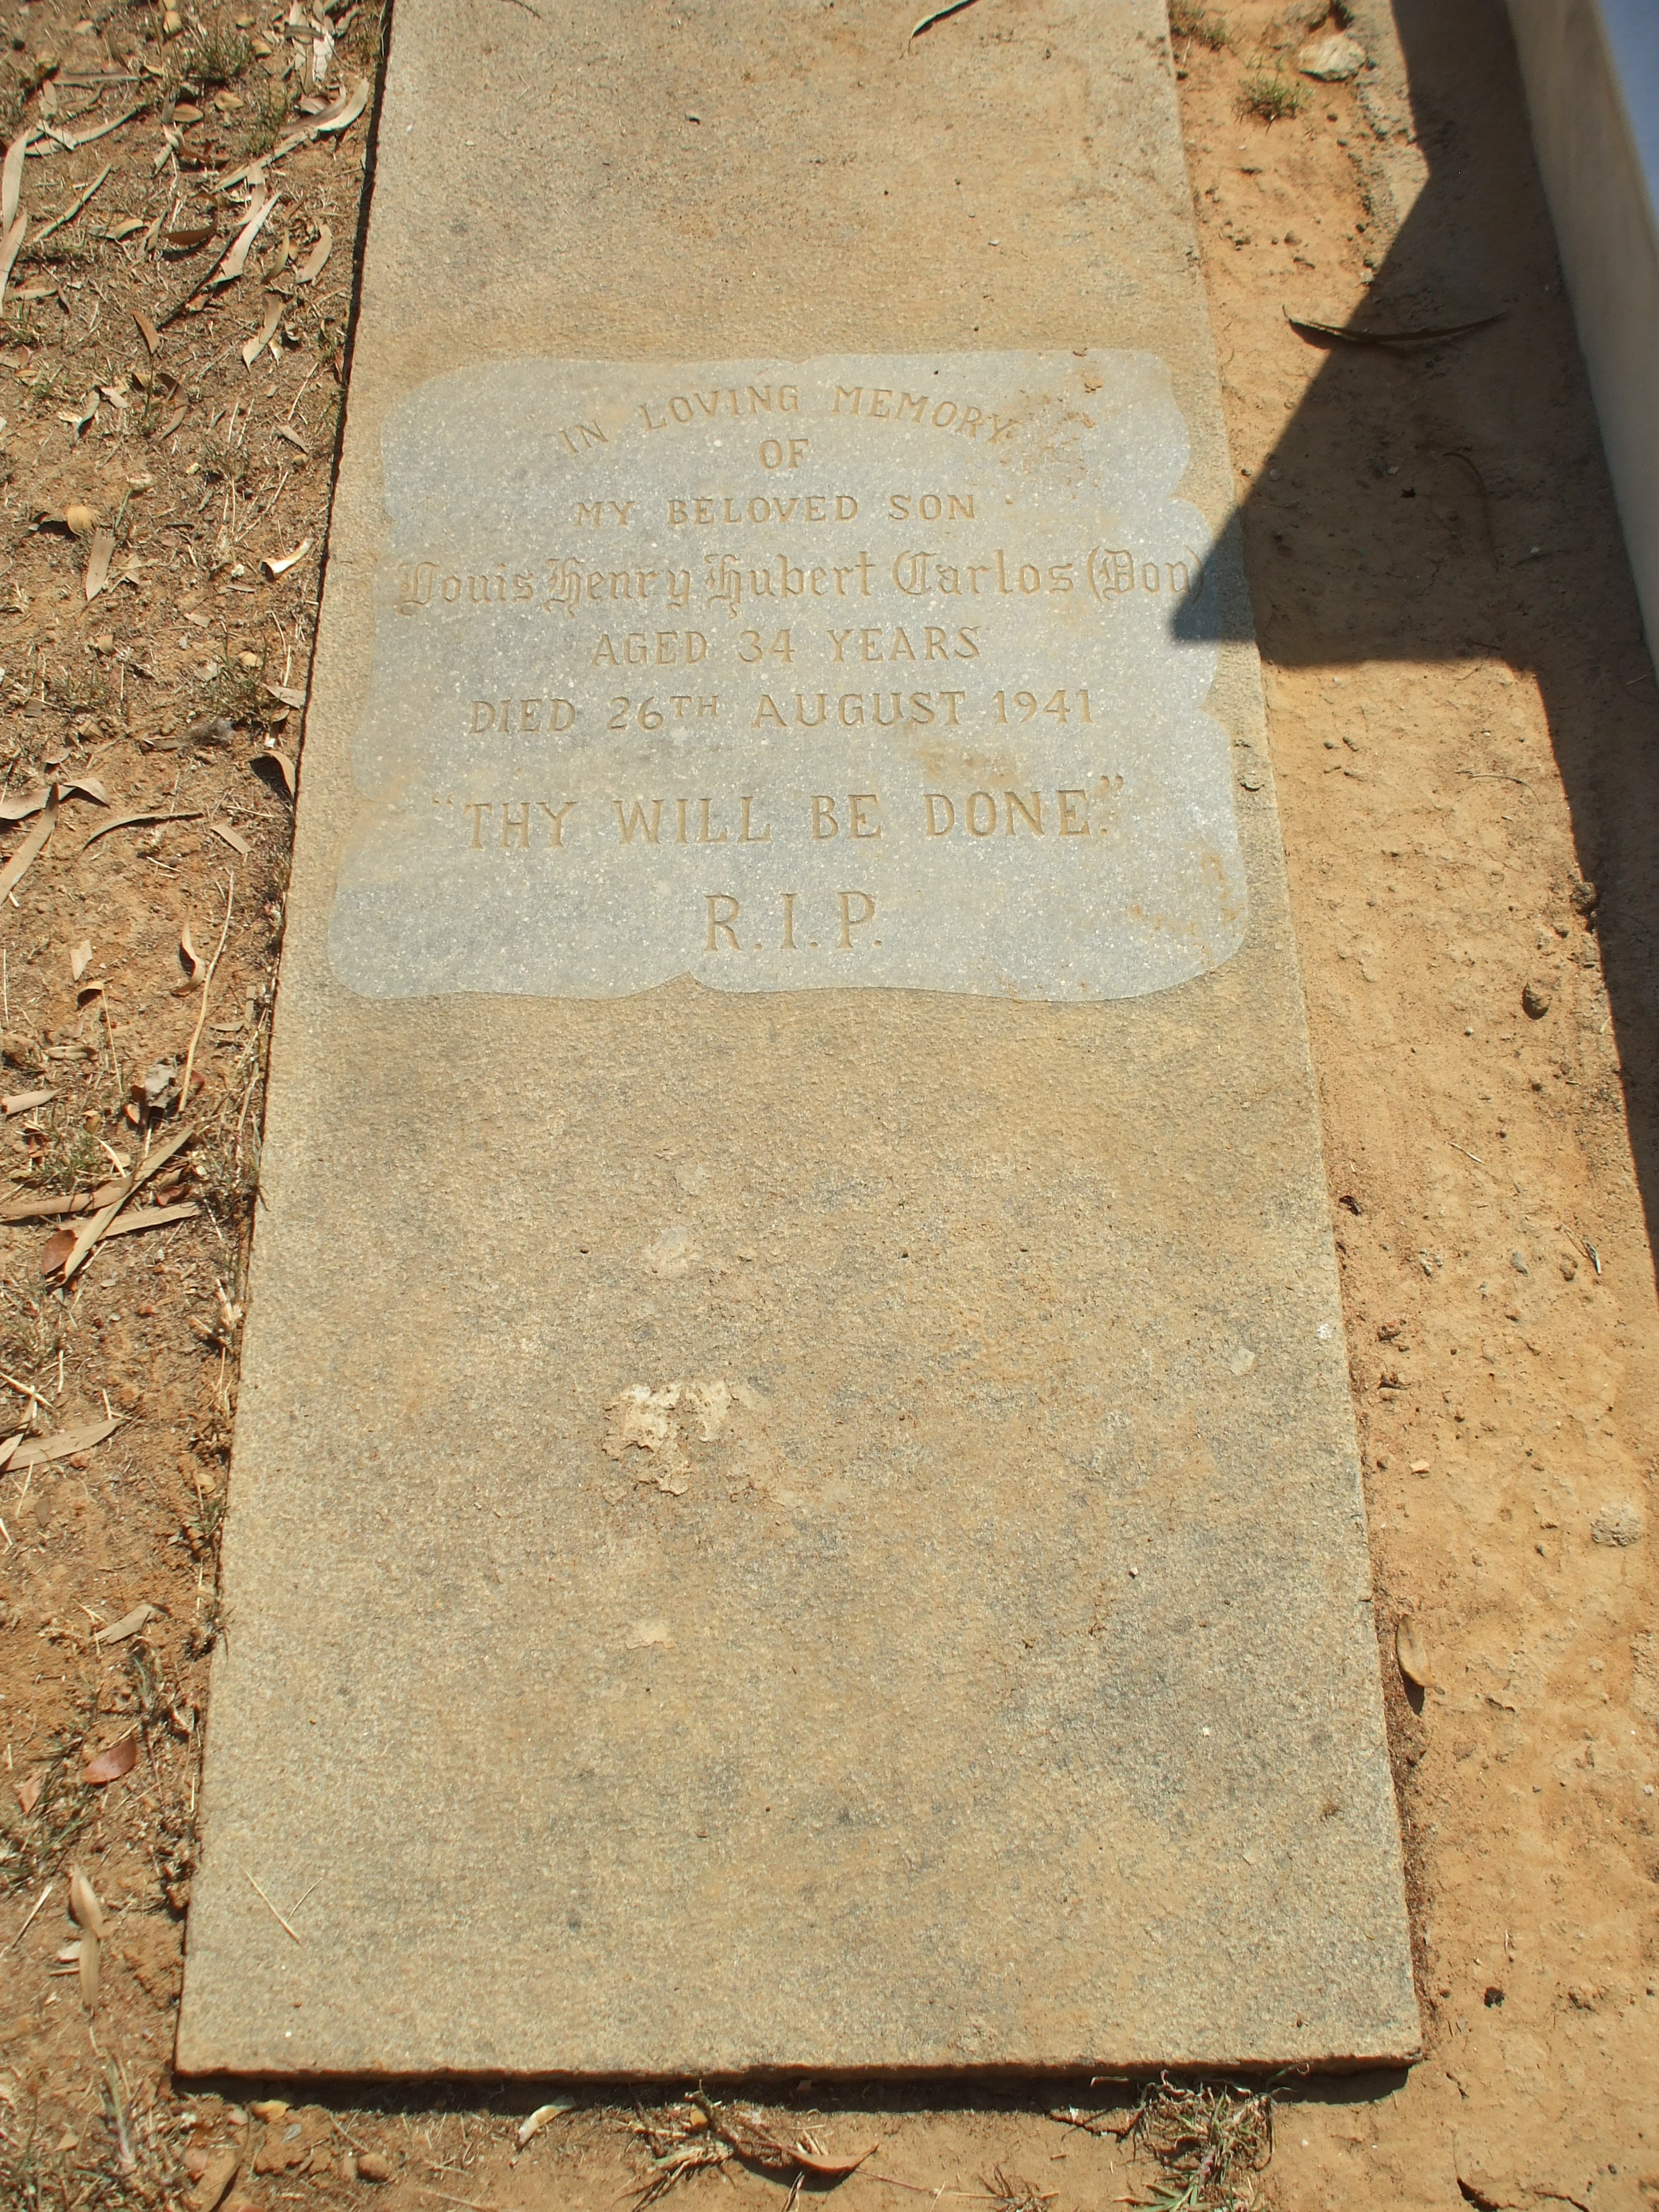 IN LOVING MEMORY
OF
MY BELOVED SON
Louis Henry Hubert Carlos (Don)
AGED 34 YEARS
DIED 26TH AUGUST 1941
"THY WILL BE DONE."
R.I.P.